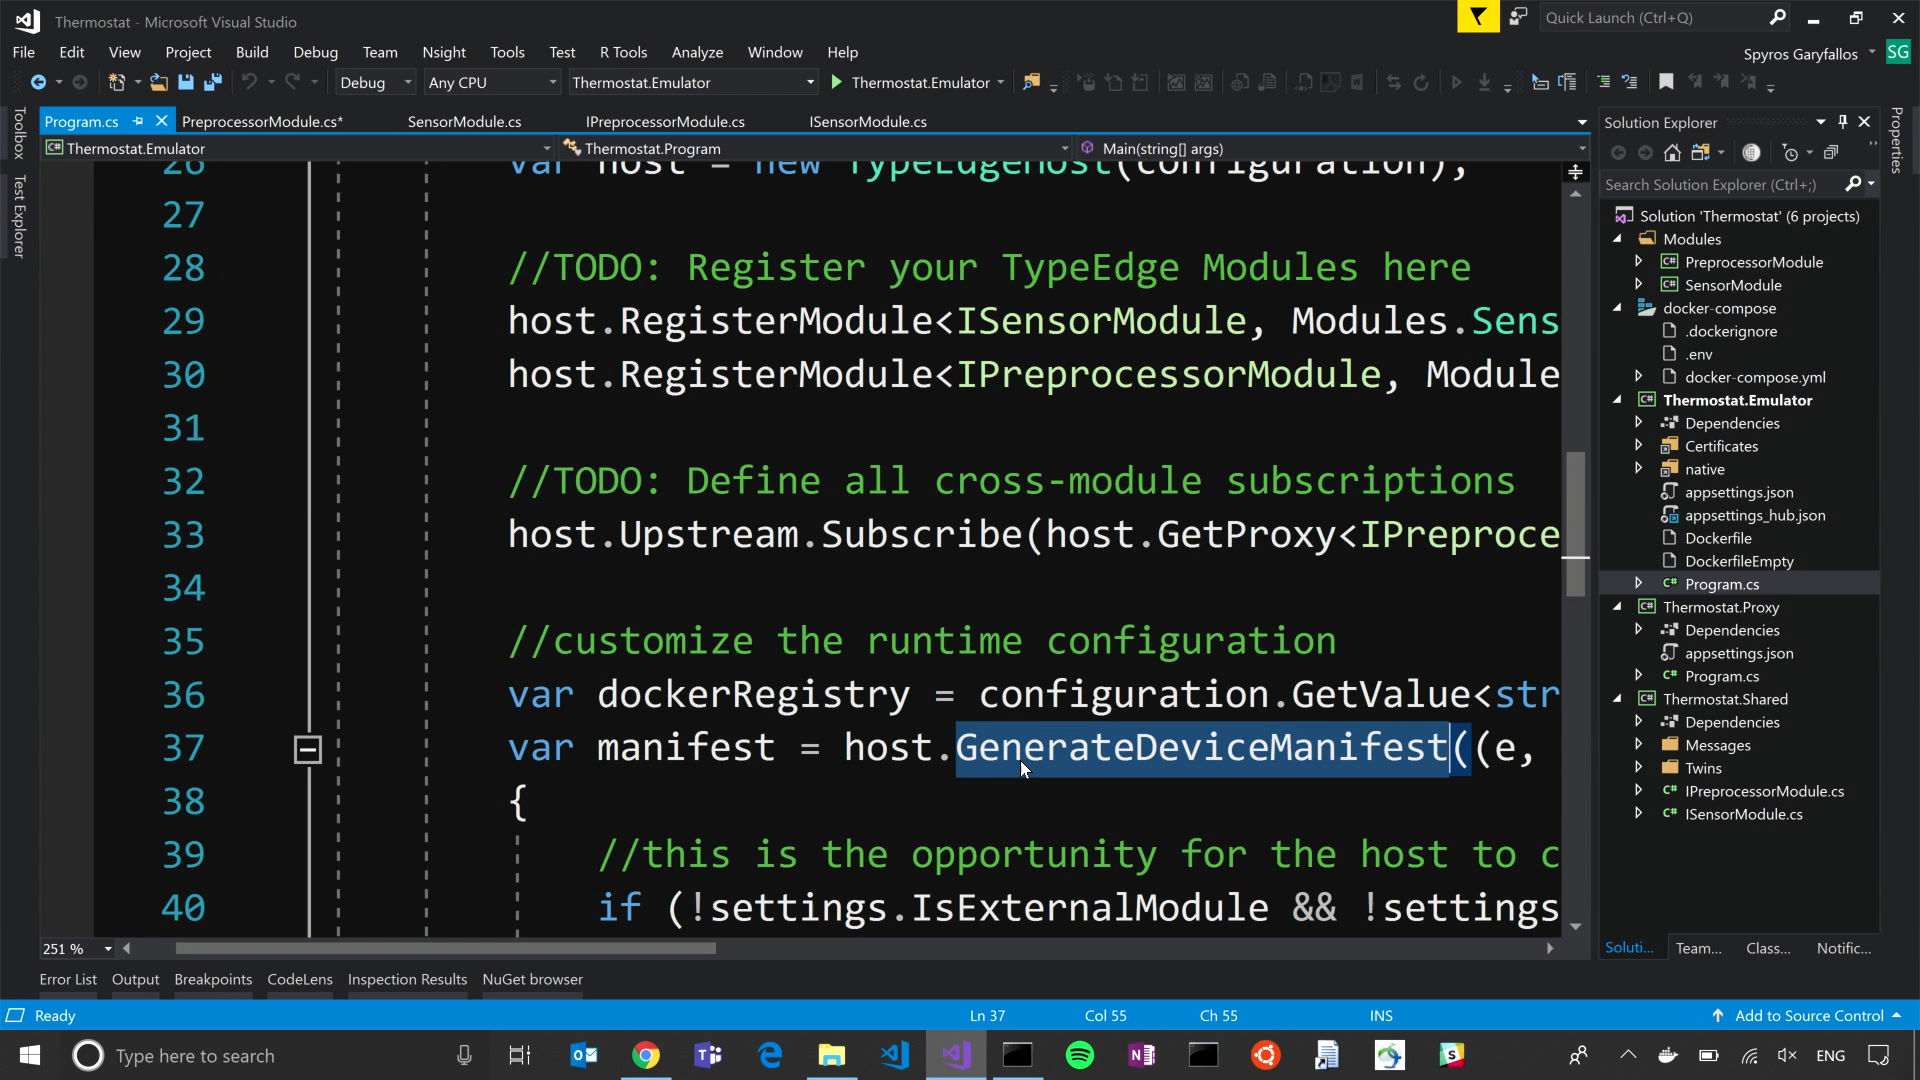 Thermostat - Microsoft Visual Studio
Quick Launch (Ctrl+Q)
File Edit View Project Build Debug Team Nsight Tools Test R Tools Analyze Window Help
Spyros Garyfallos SG
Debug Any CPU Thermostat.Emulator Thermostat.Emulator
Toolbox
Test Explorer
Program.cs PreprocessorModule.cs* SensorModule.cs IPreprocessorModule.cs ISensorModule.cs
Thermostat.Emulator Thermostat.Program Main(string[] args)
26 var host = new TypeEdgeHost(configuration);
27
28 //TODO: Register your TypeEdge Modules here
29 host.RegisterModule<ISensorModule, Modules.Sens
30 host.RegisterModule<IPreprocessorModule, Module
31
32 //TODO: Define all cross-module subscriptions
33 host.Upstream.Subscribe(host.GetProxy<IPreproce
34
35 //customize the runtime configuration
36 var dockerRegistry = configuration.GetValue<str
37 var manifest = host.GenerateDeviceManifest((e,
38 {
39 //this is the opportunity for the host to c
40 if (!settings.IsExternalModule && !settings
251 %
Solution Explorer
Properties
Search Solution Explorer (Ctrl+;)
Solution 'Thermostat' (6 projects)
Modules
PreprocessorModule
SensorModule
docker-compose
.dockerignore
.env
docker-compose.yml
Thermostat.Emulator
Dependencies
Certificates
native
appsettings.json
appsettings_hub.json
Dockerfile
DockerfileEmpty
Program.cs
Thermostat.Proxy
Dependencies
appsettings.json
Program.cs
Thermostat.Shared
Dependencies
Messages
Twins
IPreprocessorModule.cs
ISensorModule.cs
Soluti... Team... Class... Notific...
Error List Output Breakpoints CodeLens Inspection Results NuGet browser
Ready Ln 37 Col 55 Ch 55 INS Add to Source Control
Type here to search
ENG